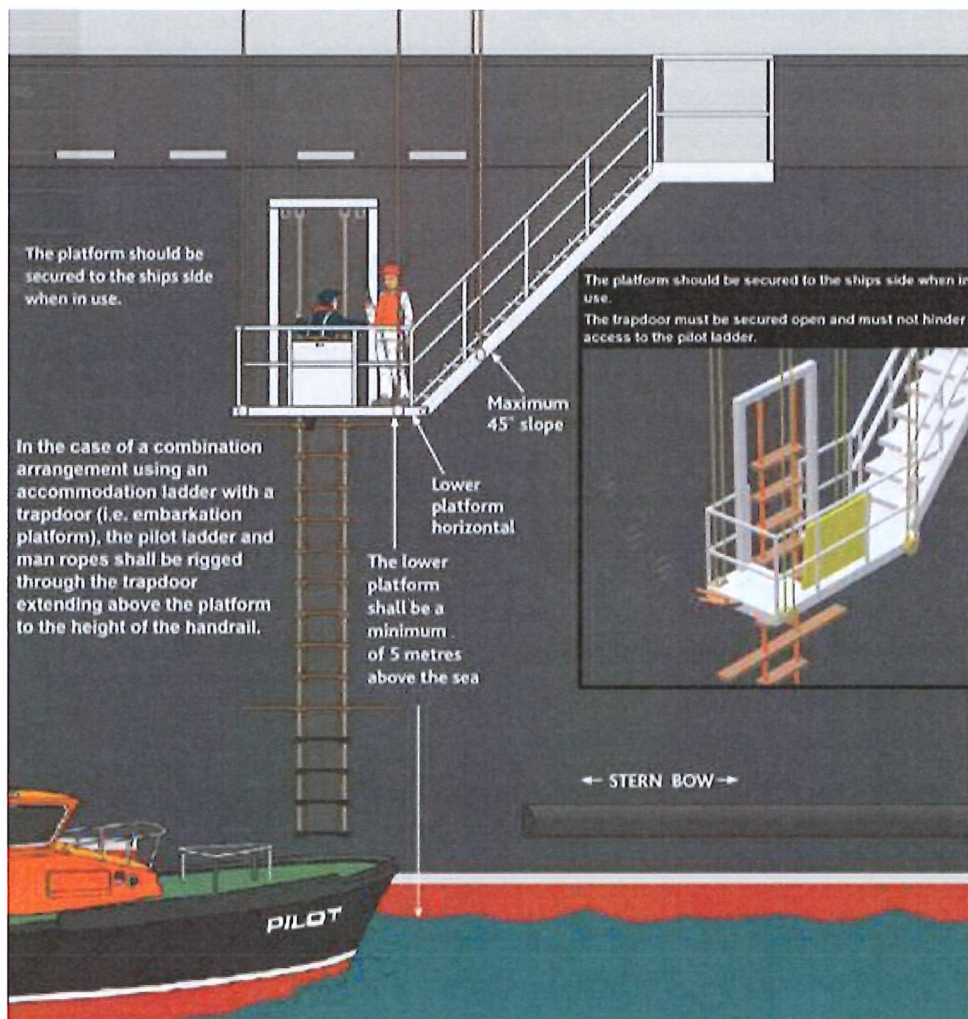 The platform should be
secured to the ships side
when in use.
The platform should be secured to the ships side when in
use.
The trapdoor must be secured open and must not hinder
access to the pilot ladder.
Maximum
45° slope
In the case of a combination
arrangement using an
accommodation ladder with a
trapdoor (i.e. embarkation
platform), the pilot ladder and
man ropes shall be rigged
through the trapdoor
extending above the platform
to the height of the handrail.
Lower
platform
horizontal
The lower
platform
shall be a
minimum
of 5 metres
above the sea
← STERN BOW →
PILOT